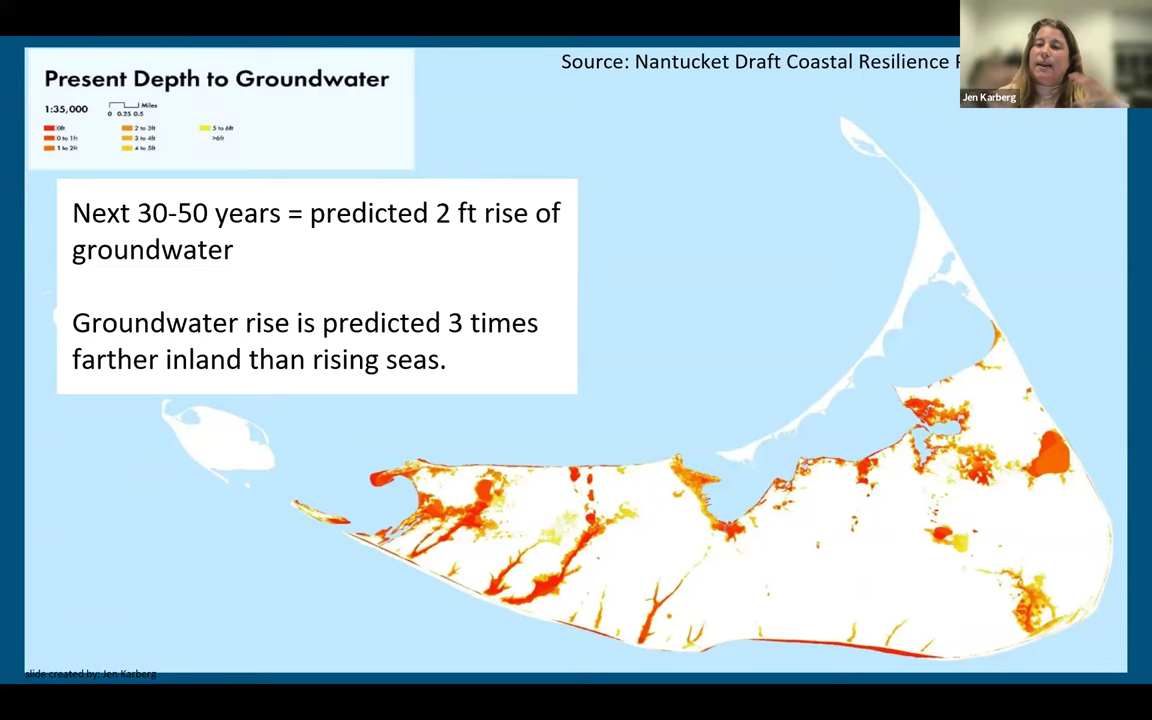 Source: Nantucket Draft Coastal Resilience
Jen Karberg
Present Depth to Groundwater
1:35,000
Miles
0 0.25 0.5
0ft
0 to 1ft
1 to 2ft
2 to 3ft
3 to 4ft
4 to 5ft
5 to 6ft
>6ft
Next 30-50 years = predicted 2 ft rise of
groundwater
Groundwater rise is predicted 3 times
farther inland than rising seas.
slide created by: Jen Karberg